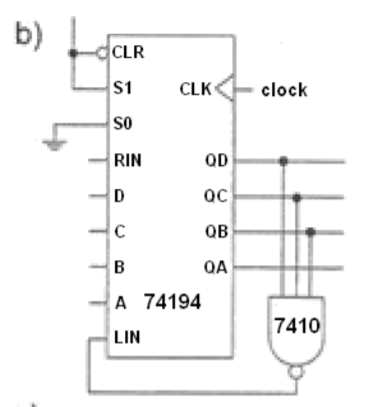 b)
CLR
S1 CLK clock
S0
RIN QD
D QC
C QB
B QA
A 74194 7410
LIN